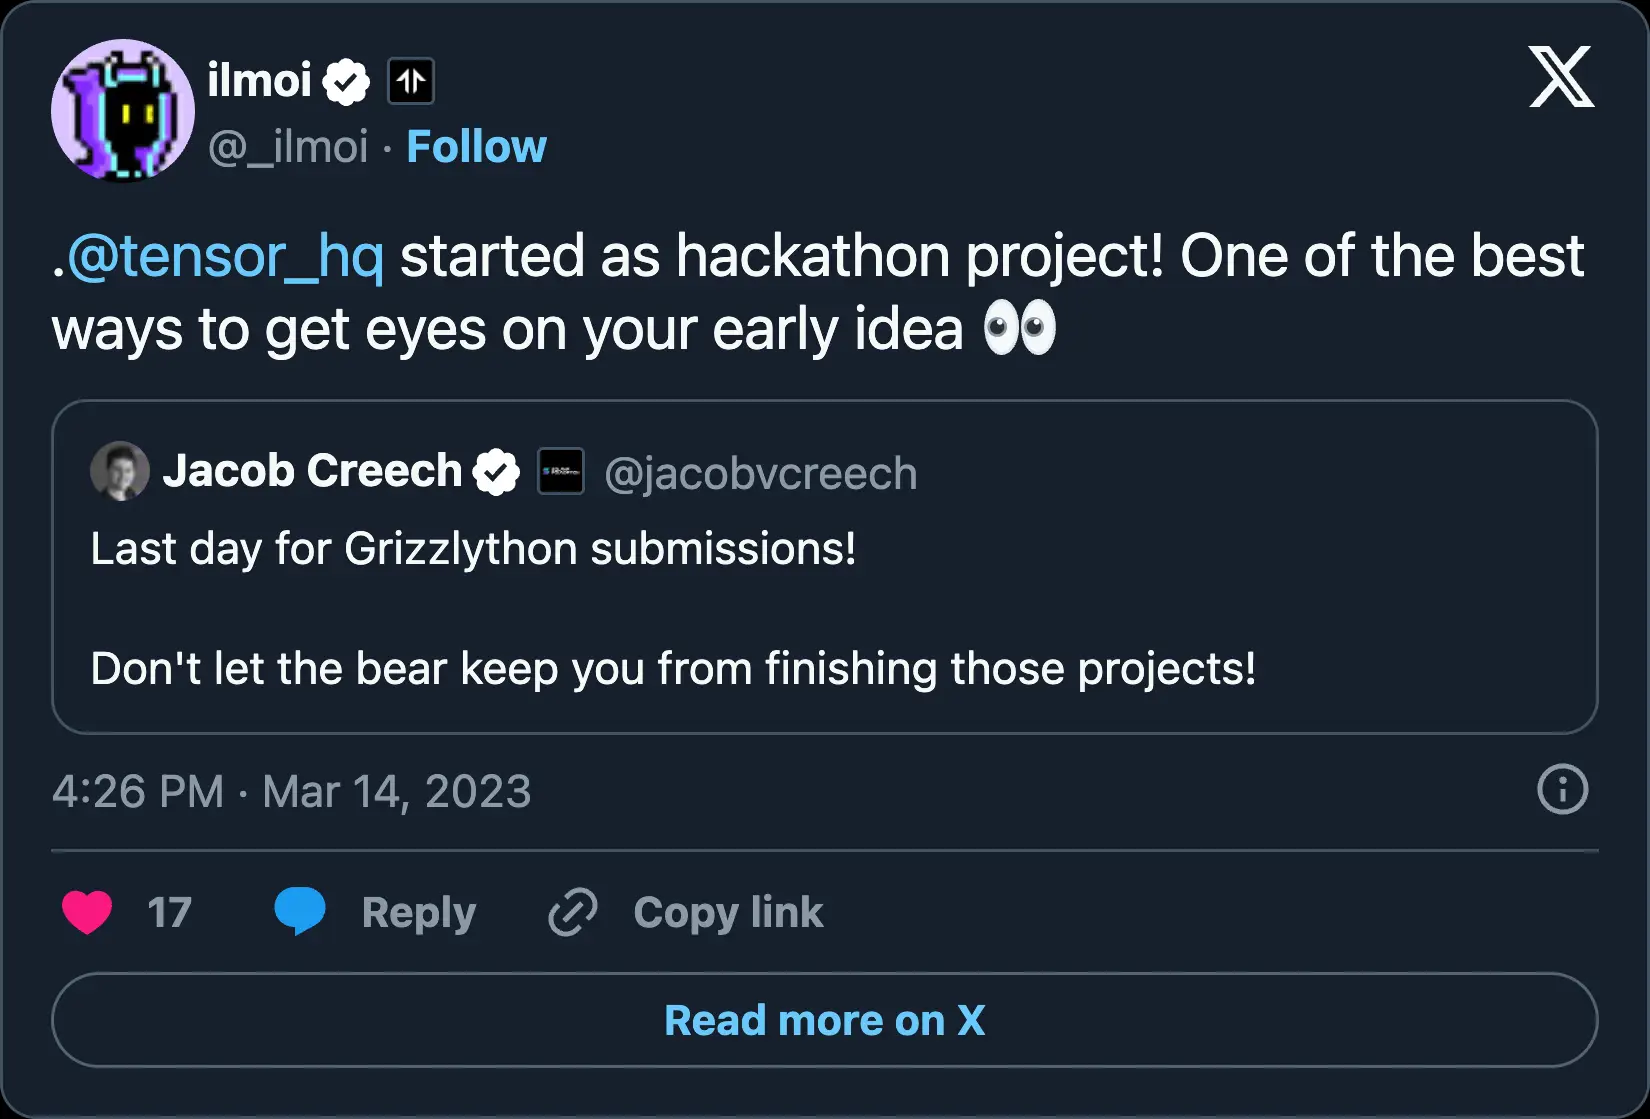 ilmoi
@_ilmoi · Follow
.@tensor_hq started as hackathon project! One of the best
ways to get eyes on your early idea 👀
Jacob Creech @jacobvcreech
Last day for Grizzlython submissions!
Don't let the bear keep you from finishing those projects!
4:26 PM · Mar 14, 2023
17 Reply Copy link
Read more on X